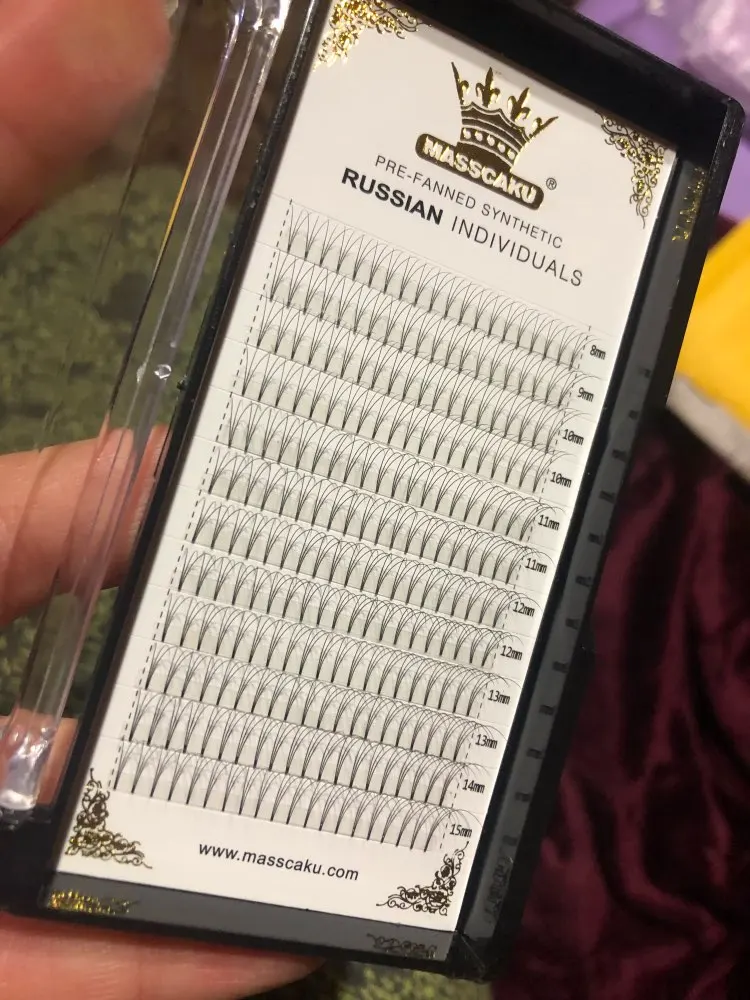 MASSCAKU ®
PRE-FANNED SYNTHETIC
RUSSIAN INDIVIDUALS
8mm
9mm
10mm
10mm
11mm
11mm
12mm
12mm
13mm
13mm
14mm
15mm
www.masscaku.com